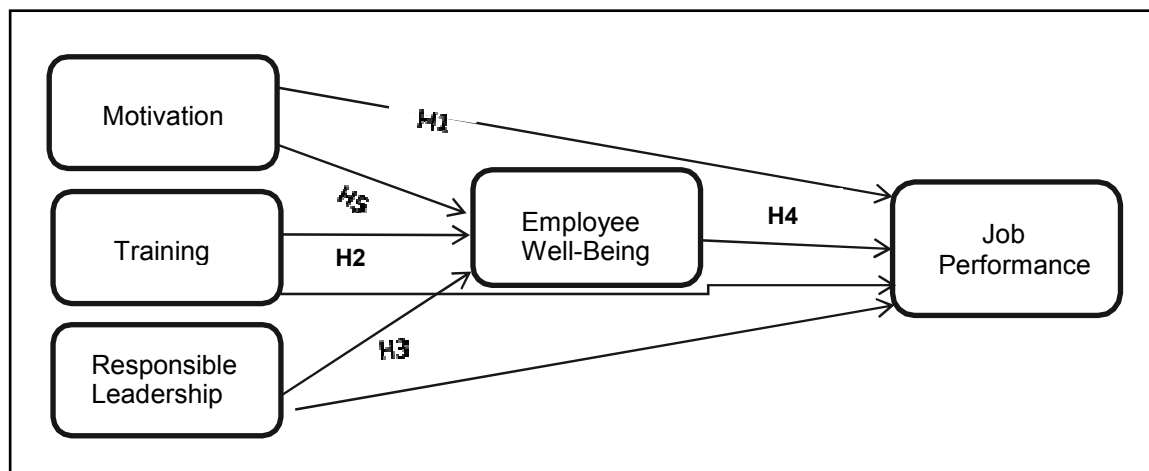 Motivation
H1
H5
Training
H2
Employee
Well-Being
H4
Job
Performance
Responsible
Leadership
H3